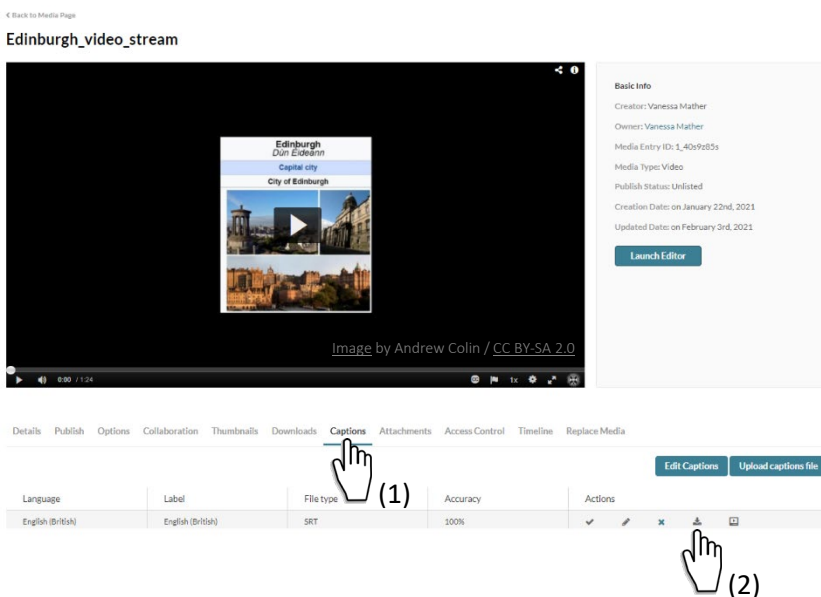 < Back to Media Page
Edinburgh_video_stream
Edinburgh
Dùn Èideann
Capital city
City of Edinburgh
Image by Andrew Colin / CC BY-SA 2.0
0:00 / 1:24
1x
Basic Info
Creator: Vanessa Mather
Owner: Vanessa Mather
Media Entry ID: 1_40s9z85s
Media Type: Video
Publish Status: Unlisted
Creation Date: on January 22nd, 2021
Updated Date: on February 3rd, 2021
Launch Editor
Details Publish Options Collaboration Thumbnails Downloads Captions Attachments Access Control Timeline Replace Media
(1)
Edit Captions Upload captions file
Language Label File type Accuracy Actions
English (British) English (British) SRT 100%
(2)